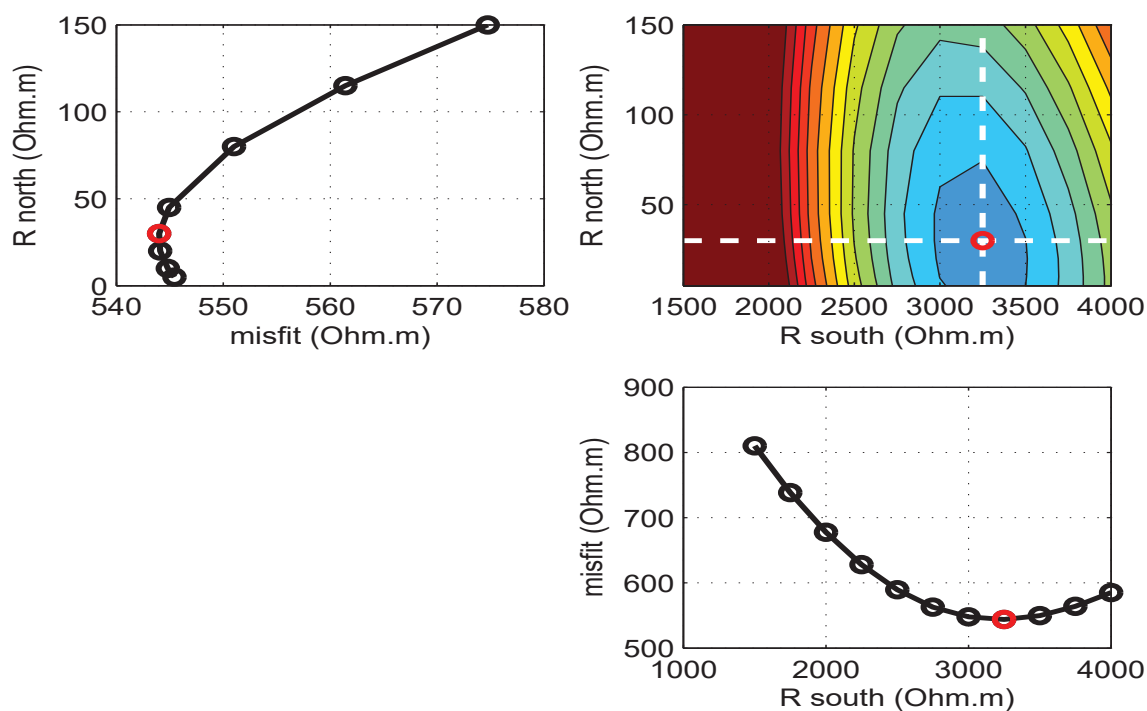 150
100
50
0
R north (Ohm.m)
540 550 560 570 580
misfit (Ohm.m)
150
100
50
R north (Ohm.m)
1500 2000 2500 3000 3500 4000
R south (Ohm.m)
900
800
700
600
500
misfit (Ohm.m)
1000 2000 3000 4000
R south (Ohm.m)